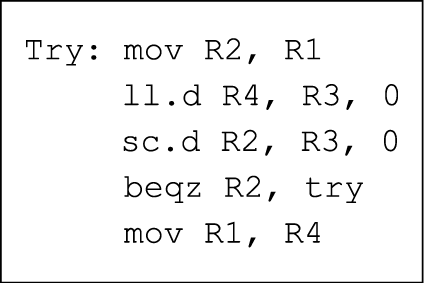 Try: mov R2, R1
ll.d R4, R3, 0
sc.d R2, R3, 0
beqz R2, try
mov R1, R4